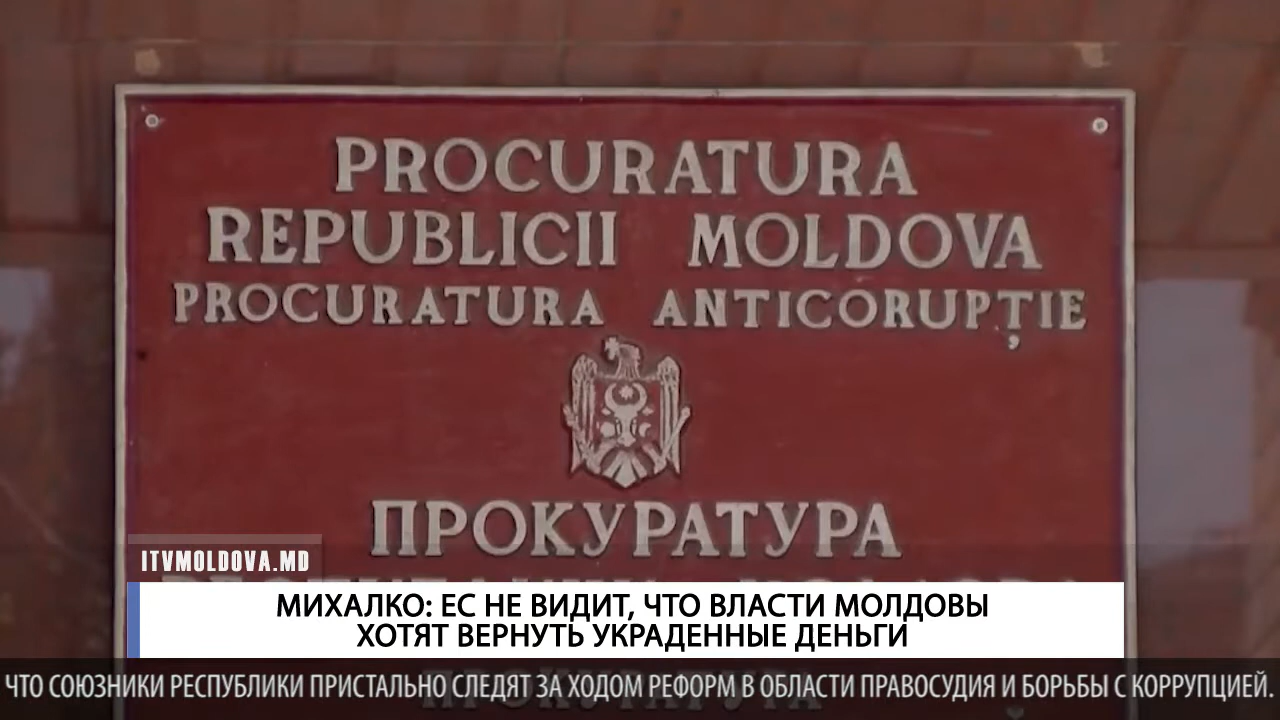 PROCURATURA
REPUBLICII MOLDOVA
PROCURATURA ANTICORUPȚIE
ПРОКУРАТУРА
ITVMOLDOVA.MD
МИХАЛКО: ЕС НЕ ВИДИТ, ЧТО ВЛАСТИ МОЛДОВЫ
ХОТЯТ ВЕРНУТЬ УКРАДЕННЫЕ ДЕНЬГИ
ЧТО СОЮЗНИКИ РЕСПУБЛИКИ ПРИСТАЛЬНО СЛЕДЯТ ЗА ХОДОМ РЕФОРМ В ОБЛАСТИ ПРАВОСУДИЯ И БОРЬБЫ С КОРРУПЦИЕЙ.